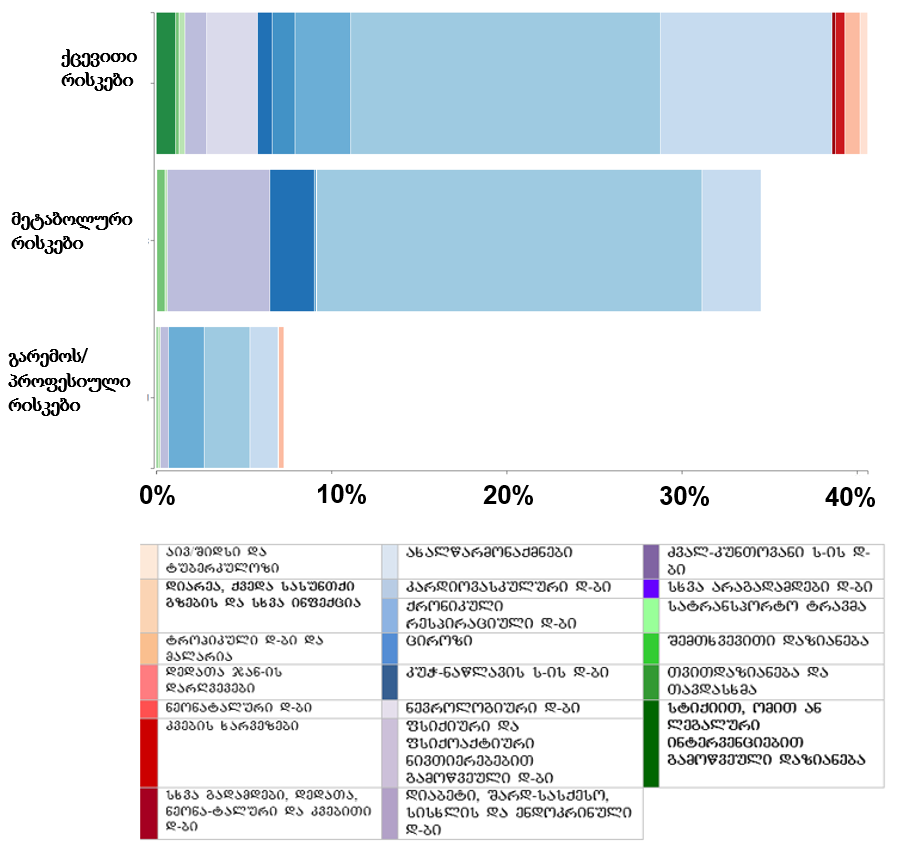 ქცევითი
რისკები
მეტაბოლური
რისკები
გარემოს/
პროფესიული
რისკები
0%
10%
20%
30%
40%
აივ/შიდსი და
ტუბერკულოზი
დიარეა, ქვედა სასუნთქი
გზების და სხვა ინფექცია
ტროპიკული დ-ბი და
მალარია
დედათა ჯან-ის
დარღვევები
ნეონატალური დ-ბი
კვების ხარვეზები
სხვა გადამდები, დედათა,
ნეონა-ტალური და კვებითი
დ-ბი
ახალწარმონაქმნები
კარდიოვასკულური დ-ბი
ქრონიკული
რესპირაციული დ-ბი
ციროზი
კუჭ-ნაწლავის ს-ის დ-ბი
ნევროლოგიური დ-ბი
ფსიქიური და
ფსიქოაქტიური
ნივთიერებებით
გამოწვეული დ-ბი
დიაბეტი, შარდ-სასქესო,
სისხლის და ენდოკრინული
დ-ბი
ძვალ-კუნთოვანი ს-ის დ-
ბი
სხვა არაგადამდები დ-ბი
სატრანსპორტო ტრავმა
შემთხვევითი დაზიანება
თვითდაზიანება და
თავდასხმა
სტიქიით, ომით ან
ლეგალური
ინტერვენციებით
გამოწვეული დაზიანება